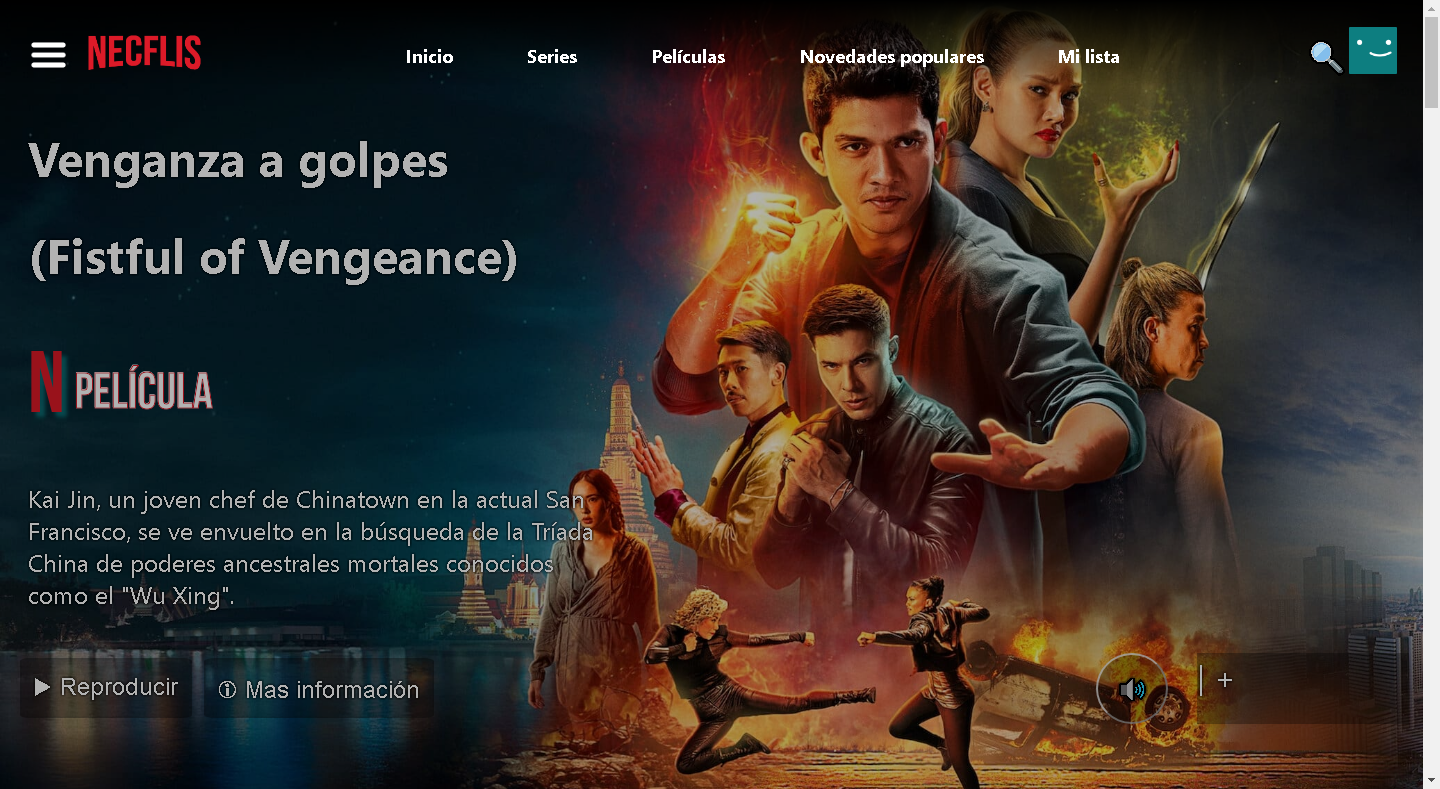 NECFLIS
Inicio
Series
Películas
Novedades populares
Mi lista
Venganza a golpes
(Fistful of Vengeance)
N PELÍCULA
Kai Jin, un joven chef de Chinatown en la actual San
Francisco, se ve envuelto en la búsqueda de la Tríada
China de poderes ancestrales mortales conocidos
como el "Wu Xing".
Reproducir
Mas información
+